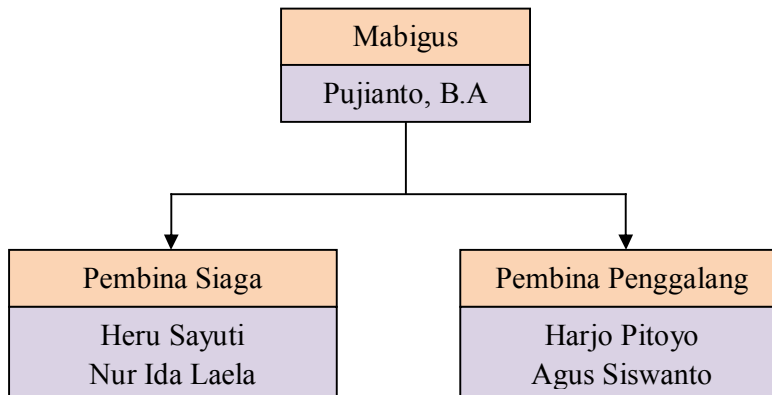 Mabigus
Pujianto, B.A
Pembina Siaga
Heru Sayuti
Nur Ida Laela
Pembina Penggalang
Harjo Pitoyo
Agus Siswanto